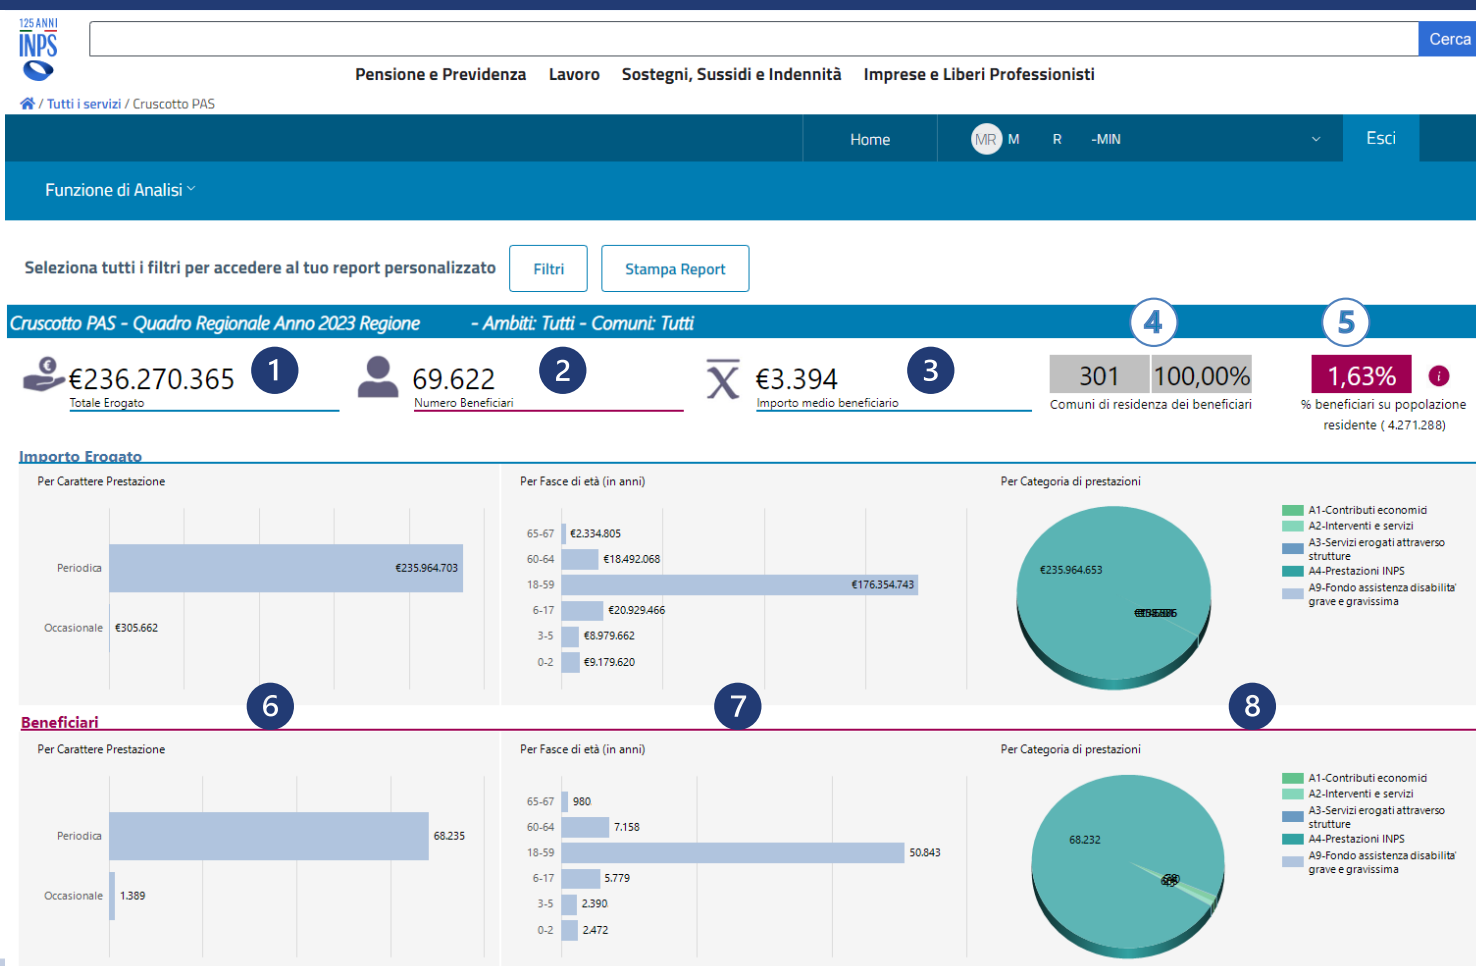 125 ANNI
INPS
Cerca
Pensione e Previdenza Lavoro Sostegni, Sussidi e Indennità Imprese e Liberi Professionisti
/ Tutti i servizi / Cruscotto PAS
Home MR M R -MIN Esci
Funzione di Analisi
Seleziona tutti i filtri per accedere al tuo report personalizzato Filtri Stampa Report
Cruscotto PAS - Quadro Regionale Anno 2023 Regione - Ambiti: Tutti - Comuni: Tutti
4 5
€236.270.365 1 69.622 2 €3.394 3 301 100,00% 1,63% i
Totale Erogato Numero Beneficiari Importo medio beneficiario Comuni di residenza dei beneficiari % beneficiari su popolazione
residente ( 4.271.288)
Importo Erogato
Per Carattere Prestazione
Periodica €235.964.703
Occasionale €305.662
6
Per Fasce di età (in anni)
65-67 €2.334.805
60-64 €18.492.068
18-59 €176.354.743
6-17 €20.929.466
3-5 €8.979.662
0-2 €9.179.620
7
Per Categoria di prestazioni
€235.964.653
A1-Contributi economici
A2-Interventi e servizi
A3-Servizi erogati attraverso
strutture
A4-Prestazioni INPS
A9-Fondo assistenza disabilita'
grave e gravissima
8
Beneficiari
Per Carattere Prestazione
Periodica 68.235
Occasionale 1.389
Per Fasce di età (in anni)
65-67 980
60-64 7.158
18-59 50.843
6-17 5.779
3-5 2.390
0-2 2.472
Per Categoria di prestazioni
68.232
A1-Contributi economici
A2-Interventi e servizi
A3-Servizi erogati attraverso
strutture
A4-Prestazioni INPS
A9-Fondo assistenza disabilita'
grave e gravissima